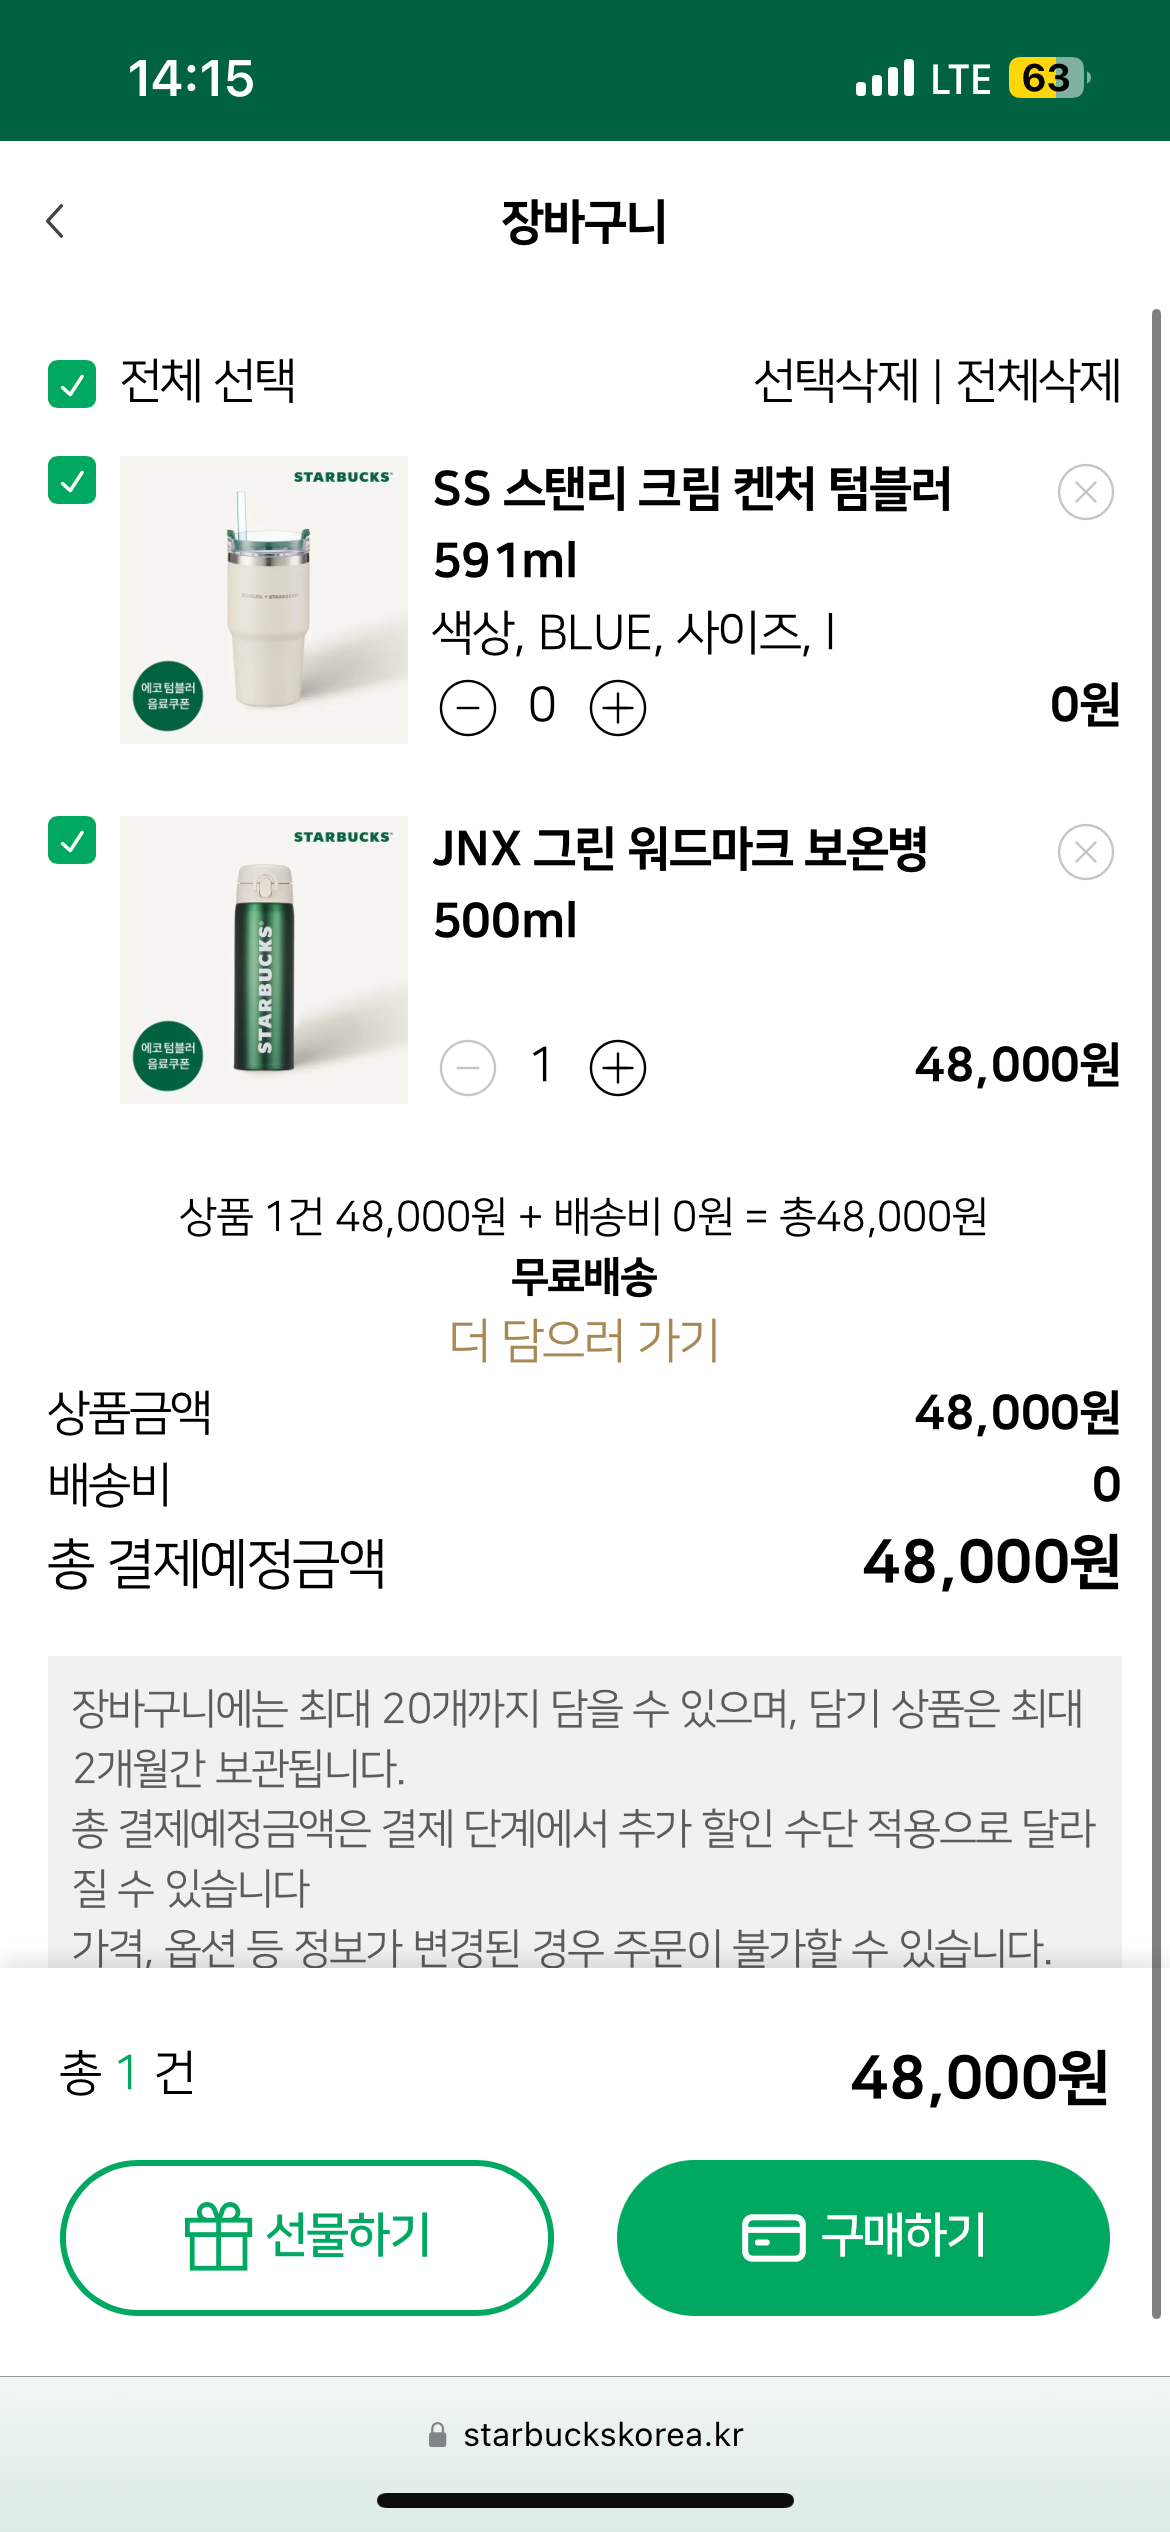 14:15
LTE 63
장바구니
전체 선택
선택삭제 | 전체삭제
STARBUCKS
에코 텀블러
음료쿠폰
SS 스탠리 크림 켄처 텀블러
591ml
색상, BLUE, 사이즈, l
0
0원
STARBUCKS
STARBUCKS
에코 텀블러
음료쿠폰
JNX 그린 워드마크 보온병
500ml
1
48,000원
상품 1건 48,000원 + 배송비 0원 = 총48,000원
무료배송
더 담으러 가기
상품금액 48,000원
배송비 0
총 결제예정금액 48,000원
장바구니에는 최대 20개까지 담을 수 있으며, 담기 상품은 최대
2개월간 보관됩니다.
총 결제예정금액은 결제 단계에서 추가 할인 수단 적용으로 달라
질 수 있습니다
가격, 옵션 등 정보가 변경된 경우 주문이 불가할 수 있습니다.
총 1 건
48,000원
선물하기
구매하기
starbuckskorea.kr